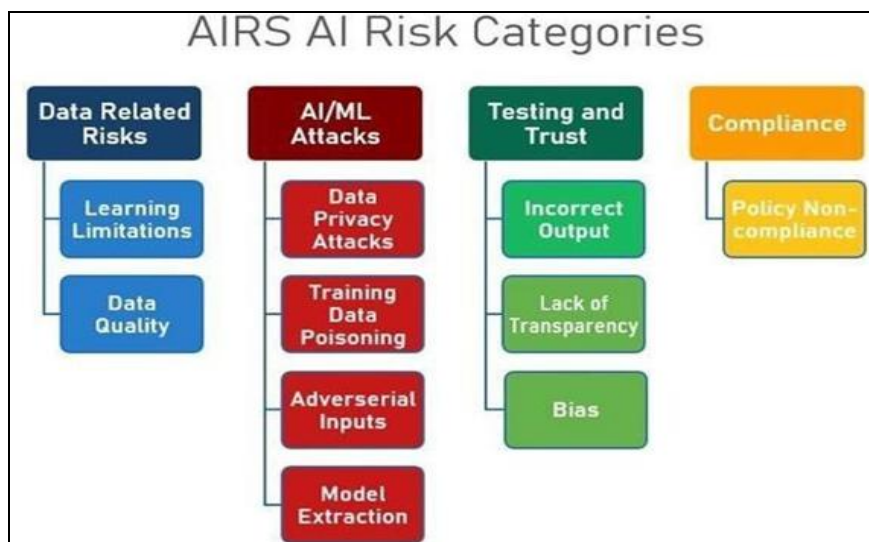 AIRS AI Risk Categories
Data Related
Risks
Learning
Limitations
Data
Quality
AI/ML
Attacks
Data
Privacy
Attacks
Training
Data
Poisoning
Adverserial
Inputs
Model
Extraction
Testing and
Trust
Incorrect
Output
Lack of
Transparency
Bias
Compliance
Policy Non-
compliance